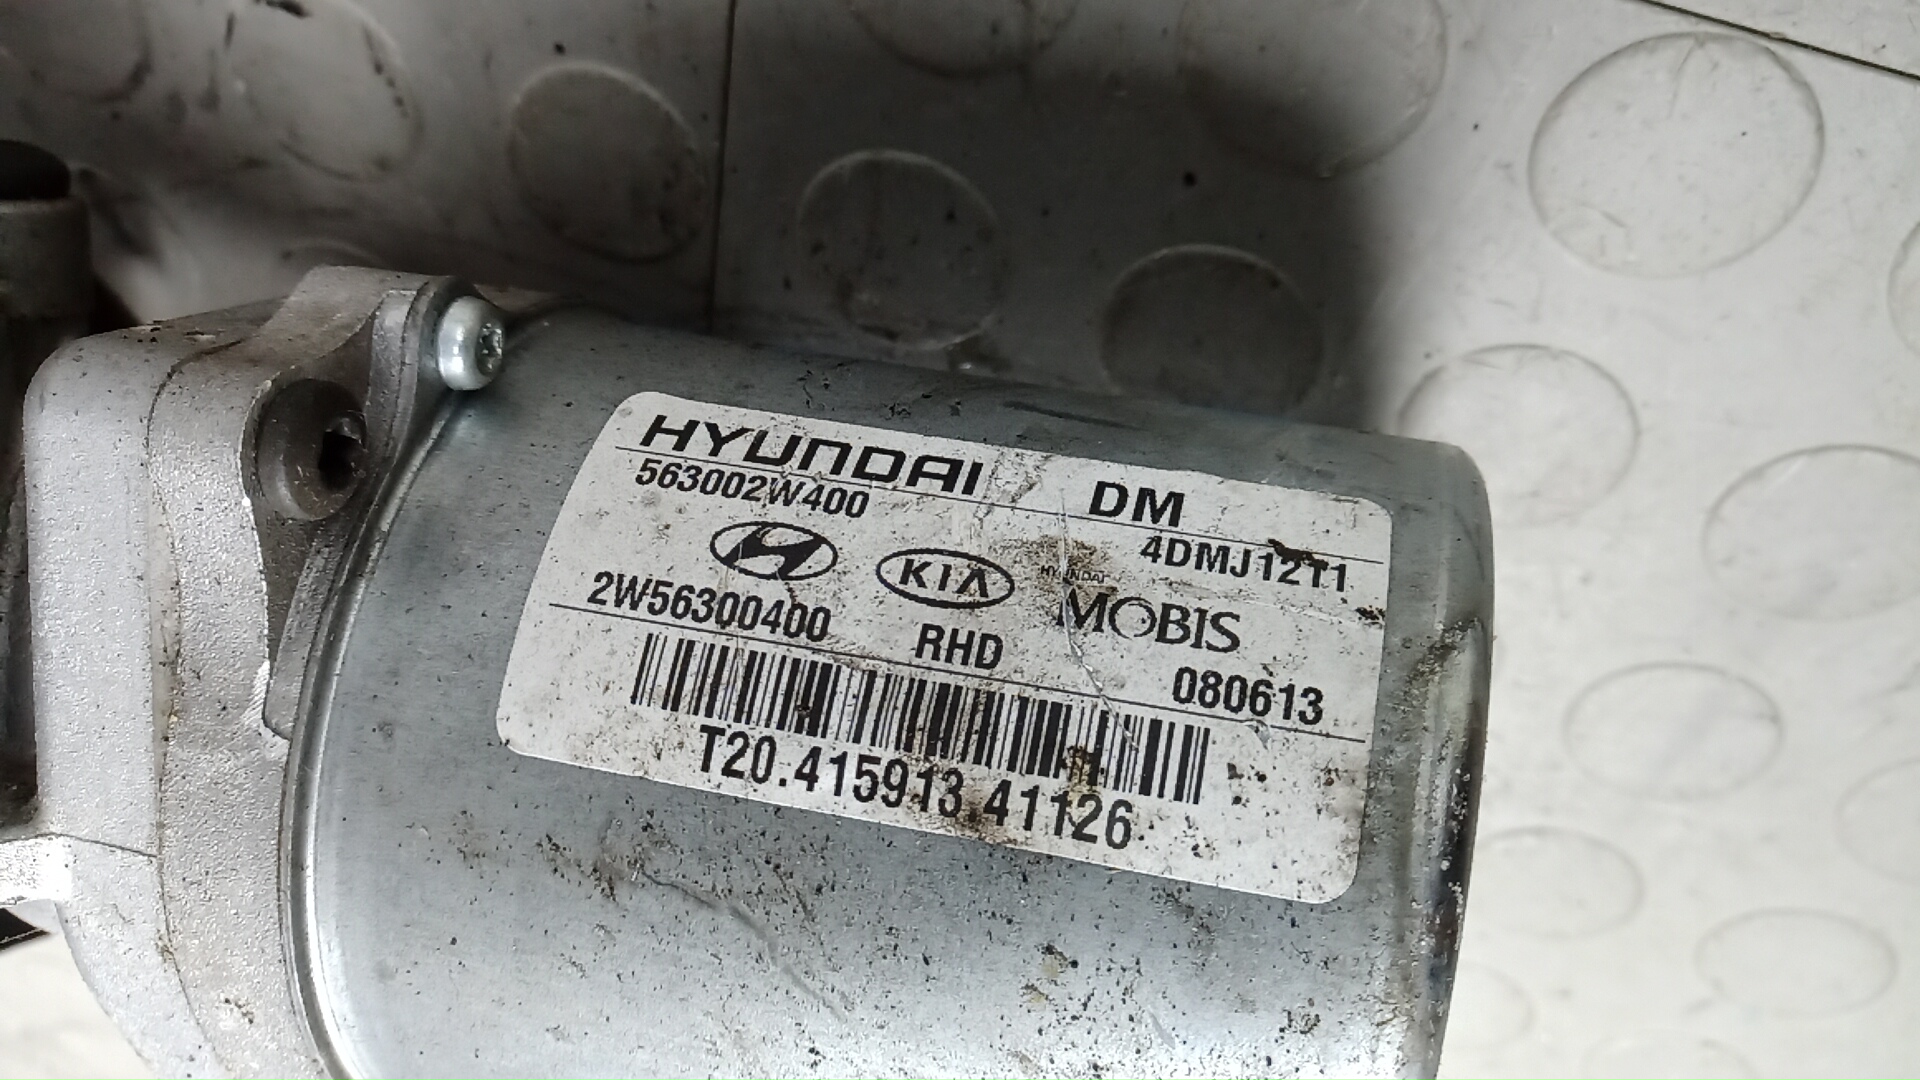 HYUNDAI DM
563002W400 4DMJ12T1
KIA HYUNDAI MOBIS
2W56300400 RHD 080613
T20.415913.41126